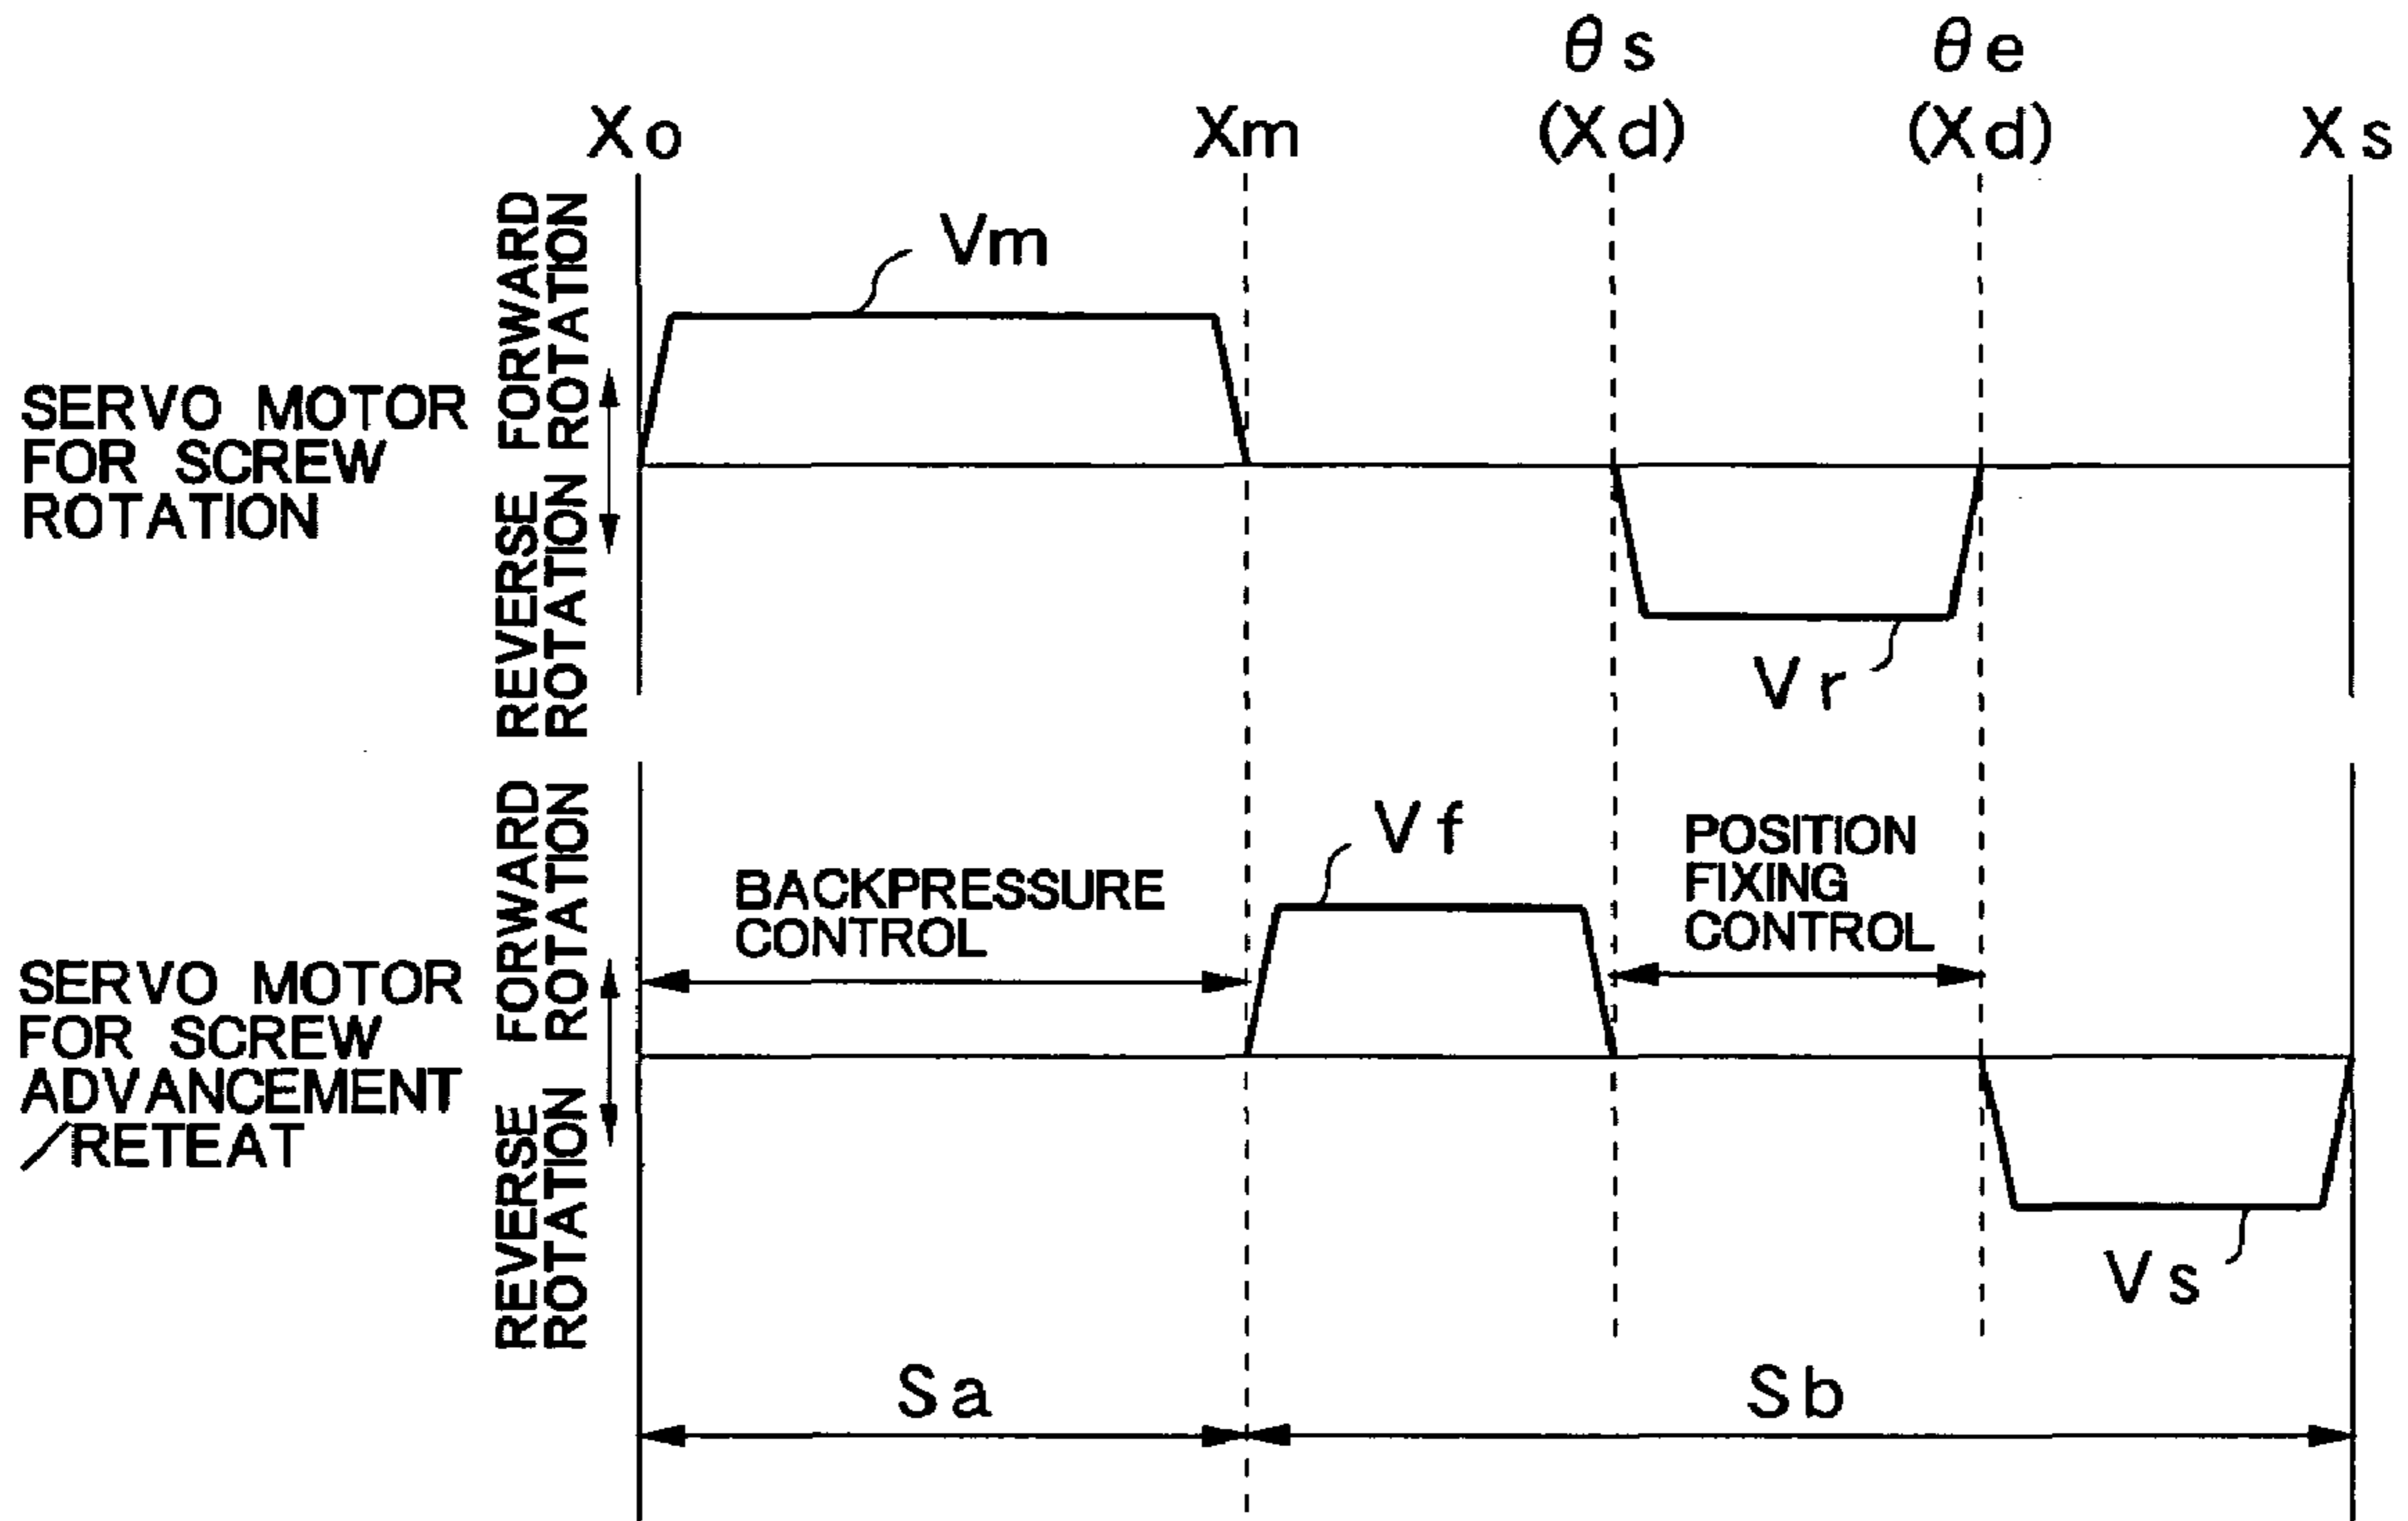 θs
θe
Xo
Xm
(Xd)
(Xd)
Xs
FORWARD
ROTATION
Vm
SERVO MOTOR
FOR SCREW
ROTATION
REVERSE
ROTATION
Vr
FORWARD
ROTATION
Vf
POSITION
FIXING
CONTROL
BACKPRESSURE
CONTROL
SERVO MOTOR
FOR SCREW
ADVANCEMENT
/RETEAT
REVERSE
ROTATION
Vs
Sa
Sb